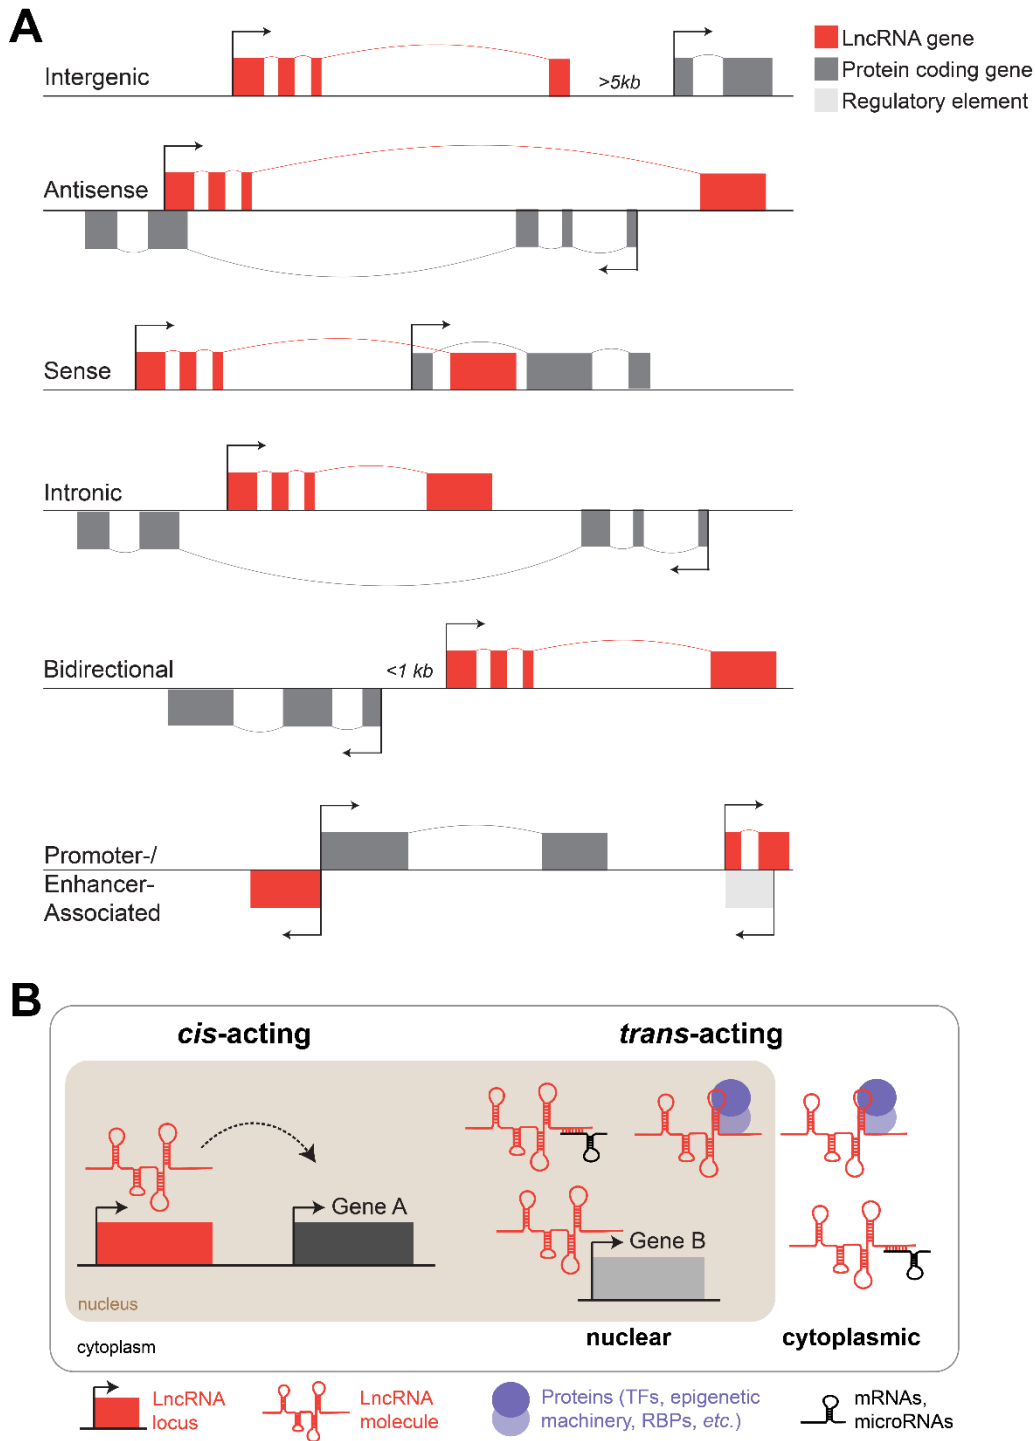 A
LncRNA gene
Protein coding gene
Regulatory element
Intergenic
>5kb
Antisense
Sense
Intronic
Bidirectional
<1 kb
Promoter-/
Enhancer-
Associated
B
cis-acting
trans-acting
Gene A
Gene B
nucleus
cytoplasm
nuclear
cytoplasmic
LncRNA
locus
LncRNA
molecule
Proteins (TFs, epigenetic
machinery, RBPs, etc.)
mRNAs,
microRNAs